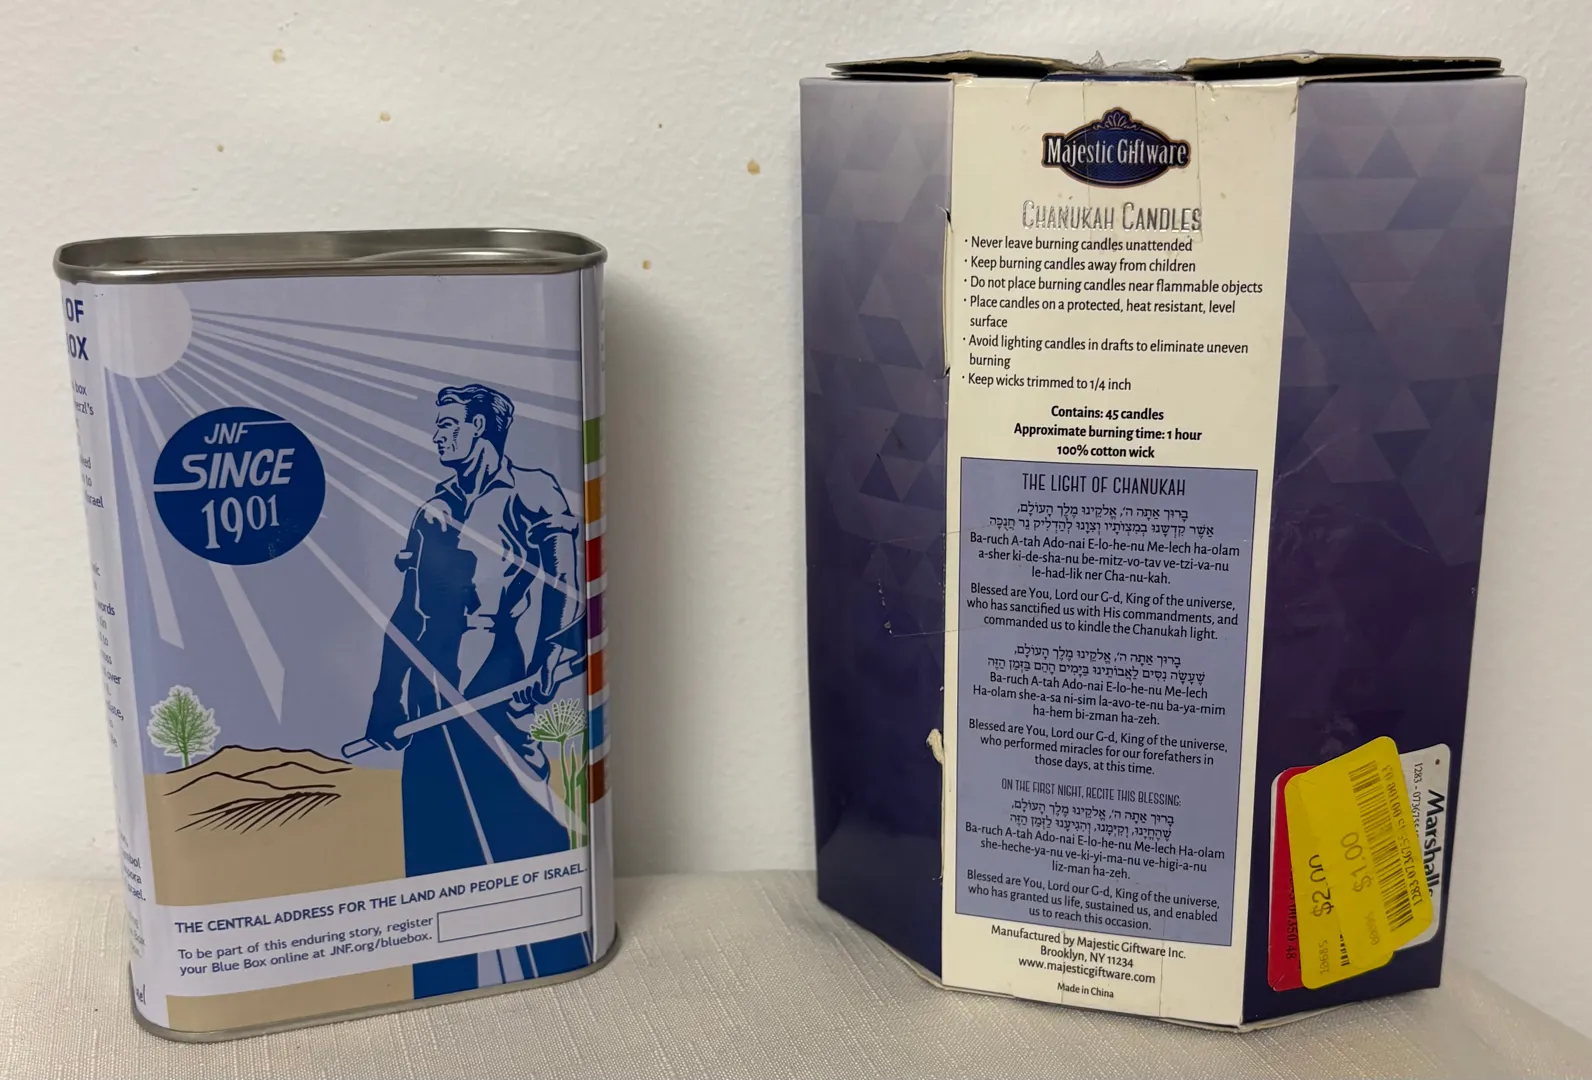 OF
OX
box
erzl's
Israel
words
over
JNF
SINCE
1901
THE CENTRAL ADDRESS FOR THE LAND AND PEOPLE OF ISRAEL.
To be part of this enduring story, register
your Blue Box online at JNF.org/bluebox.
Majestic Giftware
CHANUKAH CANDLES
· Never leave burning candles unattended
· Keep burning candles away from children
· Do not place burning candles near flammable objects
· Place candles on a protected, heat resistant, level
surface
· Avoid lighting candles in drafts to eliminate uneven
burning
· Keep wicks trimmed to 1/4 inch
Contains: 45 candles
Approximate burning time: 1 hour
100% cotton wick
THE LIGHT OF CHANUKAH
בָּרוּךְ אַתָּה ה', אֱלֹקֵינוּ מֶלֶךְ הָעוֹלָם,
אֲשֶׁר קִדְּשָׁנוּ בְּמִצְוֹתָיו וְצִוָּנוּ לְהַדְלִיק נֵר חֲנֻכָּה
Ba-ruch A-tah Ado-nai E-lo-he-nu Me-lech ha-olam
a-sher ki-de-sha-nu be-mitz-vo-tav ve-tzi-va-nu
le-had-lik ner Cha-nu-kah.
Blessed are You, Lord our G-d, King of the universe,
who has sanctified us with His commandments, and
commanded us to kindle the Chanukah light.
בָּרוּךְ אַתָּה ה', אֱלֹקֵינוּ מֶלֶךְ הָעוֹלָם,
שֶׁעָשָׂה נִסִּים לַאֲבוֹתֵינוּ בַּיָּמִים הָהֵם בַּזְּמַן הַזֶּה
Ba-ruch A-tah Ado-nai E-lo-he-nu Me-lech
Ha-olam she-a-sa ni-sim la-avo-te-nu ba-ya-mim
ha-hem bi-zman ha-zeh.
Blessed are You, Lord our G-d, King of the universe,
who performed miracles for our forefathers in
those days, at this time.
ON THE FIRST NIGHT, RECITE THIS BLESSING:
בָּרוּךְ אַתָּה ה', אֱלֹקֵינוּ מֶלֶךְ הָעוֹלָם,
שֶׁהֶחֱיָנוּ, וְקִיְּמָנוּ, וְהִגִּיעָנוּ לַזְּמַן הַזֶּה
Ba-ruch A-tah Ado-nai E-lo-he-nu Me-lech Ha-olam
she-heche-ya-nu ve-ki-yi-ma-nu ve-higi-a-nu
liz-man ha-zeh.
Blessed are You, Lord our G-d, King of the universe,
who has granted us life, sustained us, and enabled
us to reach this occasion.
Manufactured by Majestic Giftware Inc.
Brooklyn, NY 11234
www.majesticgiftware.com
Made in China
Marshalls
$1.00